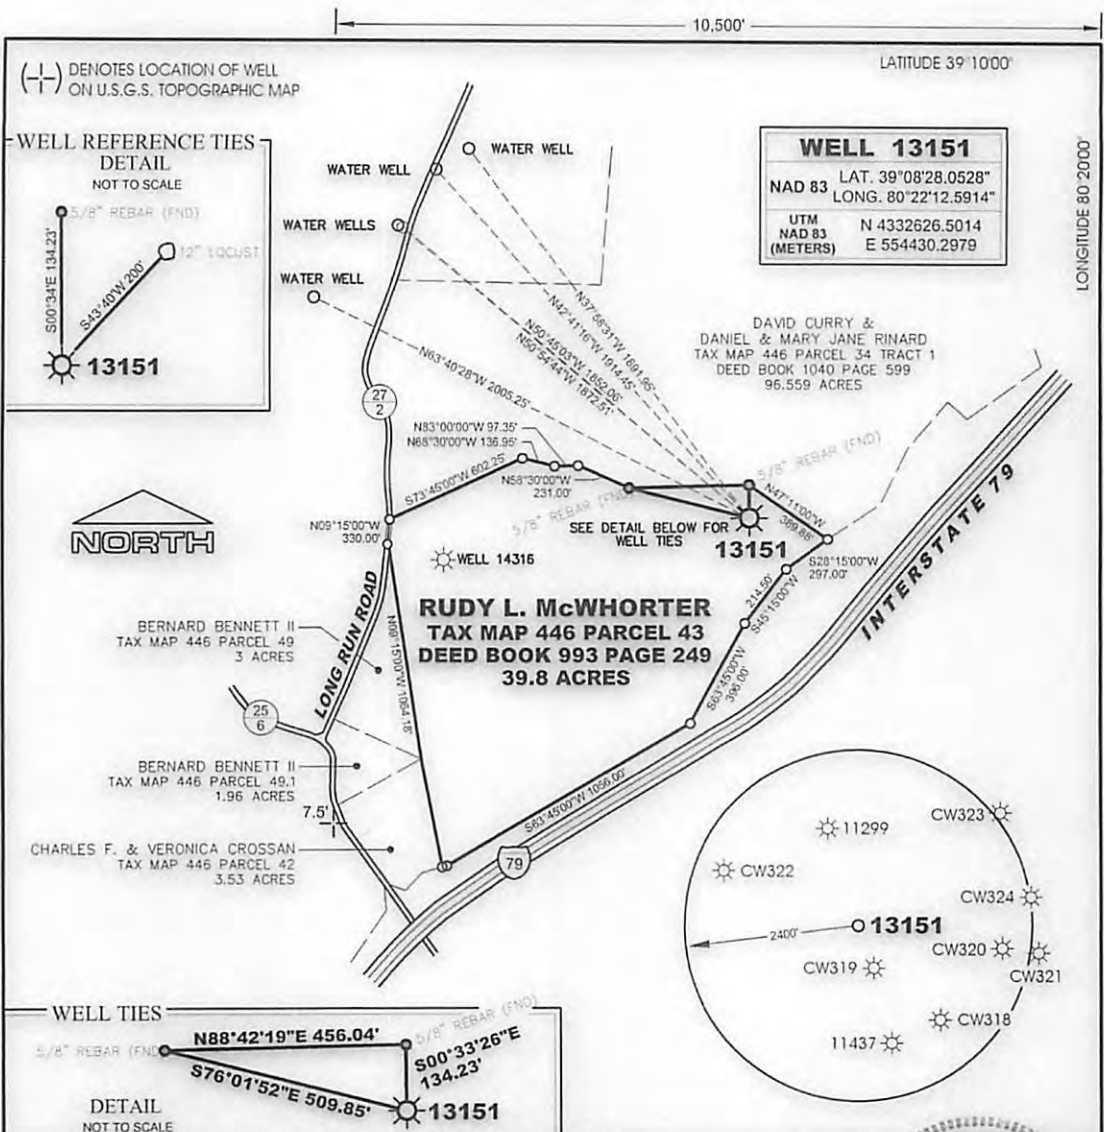 10,500'
DENOTES LOCATION OF WELL
ON U.S.G.S. TOPOGRAPHIC MAP
LATITUDE 39°10'00"
LONGITUDE 80°20'00"
WELL REFERENCE TIES
DETAIL
NOT TO SCALE
5/8" REBAR (FND)
12" LOCUST
S00°34'E 134.23'
S43°40'W 200'
13151
WATER WELL
WATER WELL
WATER WELLS
WATER WELL
WELL 13151
NAD 83
LAT. 39°08'28.0528"
LONG. 80°22'12.5914"
UTM
NAD 83
(METERS)
N 4332626.5014
E 554430.2979
N37°58'31"W 1891.95'
N42°41'16"W 1914.45'
N50°45'03"W 1852.06'
N50°54'44"W 1872.51'
N63°40'28"W 2005.25'
DAVID CURRY &
DANIEL & MARY JANE RINARD
TAX MAP 446 PARCEL 34 TRACT 1
DEED BOOK 1040 PAGE 599
96.559 ACRES
27
2
N83°00'00"W 97.35'
N68°30'00"W 136.95'
S73°45'00"W 602.25'
N58°30'00"W
231.00'
5/8" REBAR (FND)
5/8" REBAR (FND)
N47°11'00"W
389.85'
SEE DETAIL BELOW FOR
WELL TIES
13151
NORTH
N09°15'00"W
330.00'
WELL 14316
S28°15'00"W
297.00'
214.50'
S45°15'00"W
INTERSTATE 79
RUDY L. McWHORTER
TAX MAP 446 PARCEL 43
DEED BOOK 993 PAGE 249
39.8 ACRES
LONG RUN ROAD
BERNARD BENNETT II
TAX MAP 446 PARCEL 49
3 ACRES
N09°15'00"W 1064.18'
S63°45'00"W
396.00'
25
6
BERNARD BENNETT II
TAX MAP 446 PARCEL 49.1
1.96 ACRES
7.5'
S63°45'00"W 1056.00'
CHARLES F. & VERONICA CROSSAN
TAX MAP 446 PARCEL 42
3.53 ACRES
79
11299
CW323
CW322
CW324
2400'
13151
CW320
CW319
CW321
CW318
11437
WELL TIES
5/8" REBAR (FND)
N88°42'19"E 456.04'
5/8" REBAR (FND)
S00°33'26"E
134.23'
S76°01'52"E 509.85'
13151
DETAIL
NOT TO SCALE